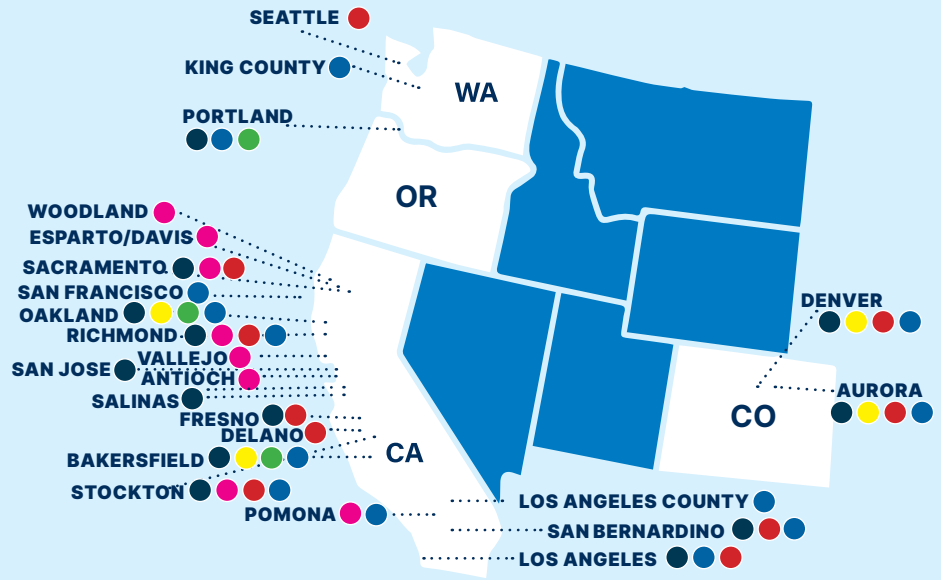 SEATTLE
KING COUNTY
WA
PORTLAND
OR
WOODLAND
ESPARTO/DAVIS
SACRAMENTO
SAN FRANCISCO
OAKLAND
RICHMOND
VALLEJO
SAN JOSE
ANTIOCH
SALINAS
FRESNO
DELANO
BAKERSFIELD
STOCKTON
POMONA
CA
DENVER
AURORA
CO
LOS ANGELES COUNTY
SAN BERNARDINO
LOS ANGELES